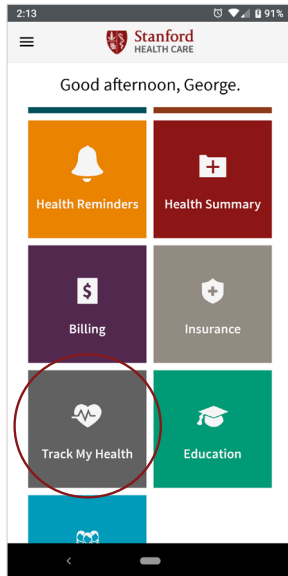 2:13
91%
Stanford
HEALTH CARE
Good afternoon, George.
Health Reminders
Health Summary
$
Billing
Insurance
Track My Health
Education